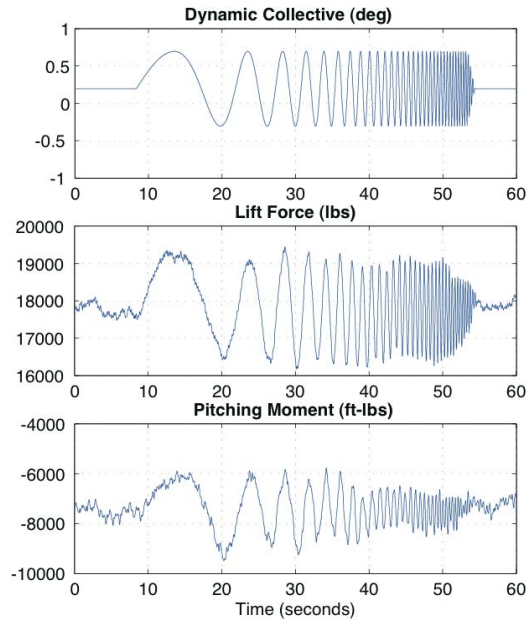 Dynamic Collective (deg)
1
0.5
0
-0.5
-1
0 10 20 30 40 50 60
Lift Force (lbs)
20000
19000
18000
17000
16000
0 10 20 30 40 50 60
Pitching Moment (ft-lbs)
-4000
-6000
-8000
-10000
0 10 20 30 40 50 60
Time (seconds)